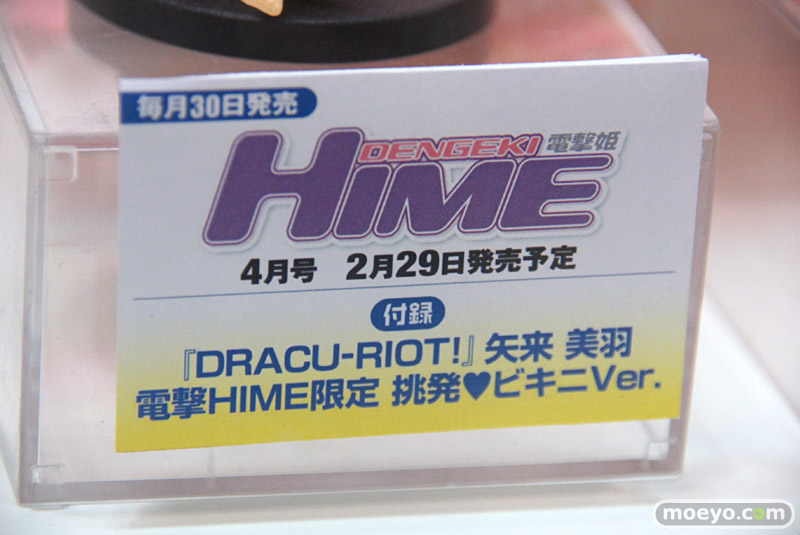 毎月30日発売
DENGEKI 電撃姫
HIME
4月号 2月29日発売予定
付録
『DRACU-RIOT!』矢来 美羽
電撃HIME限定 挑発♥ビキニVer.
moeyo.com